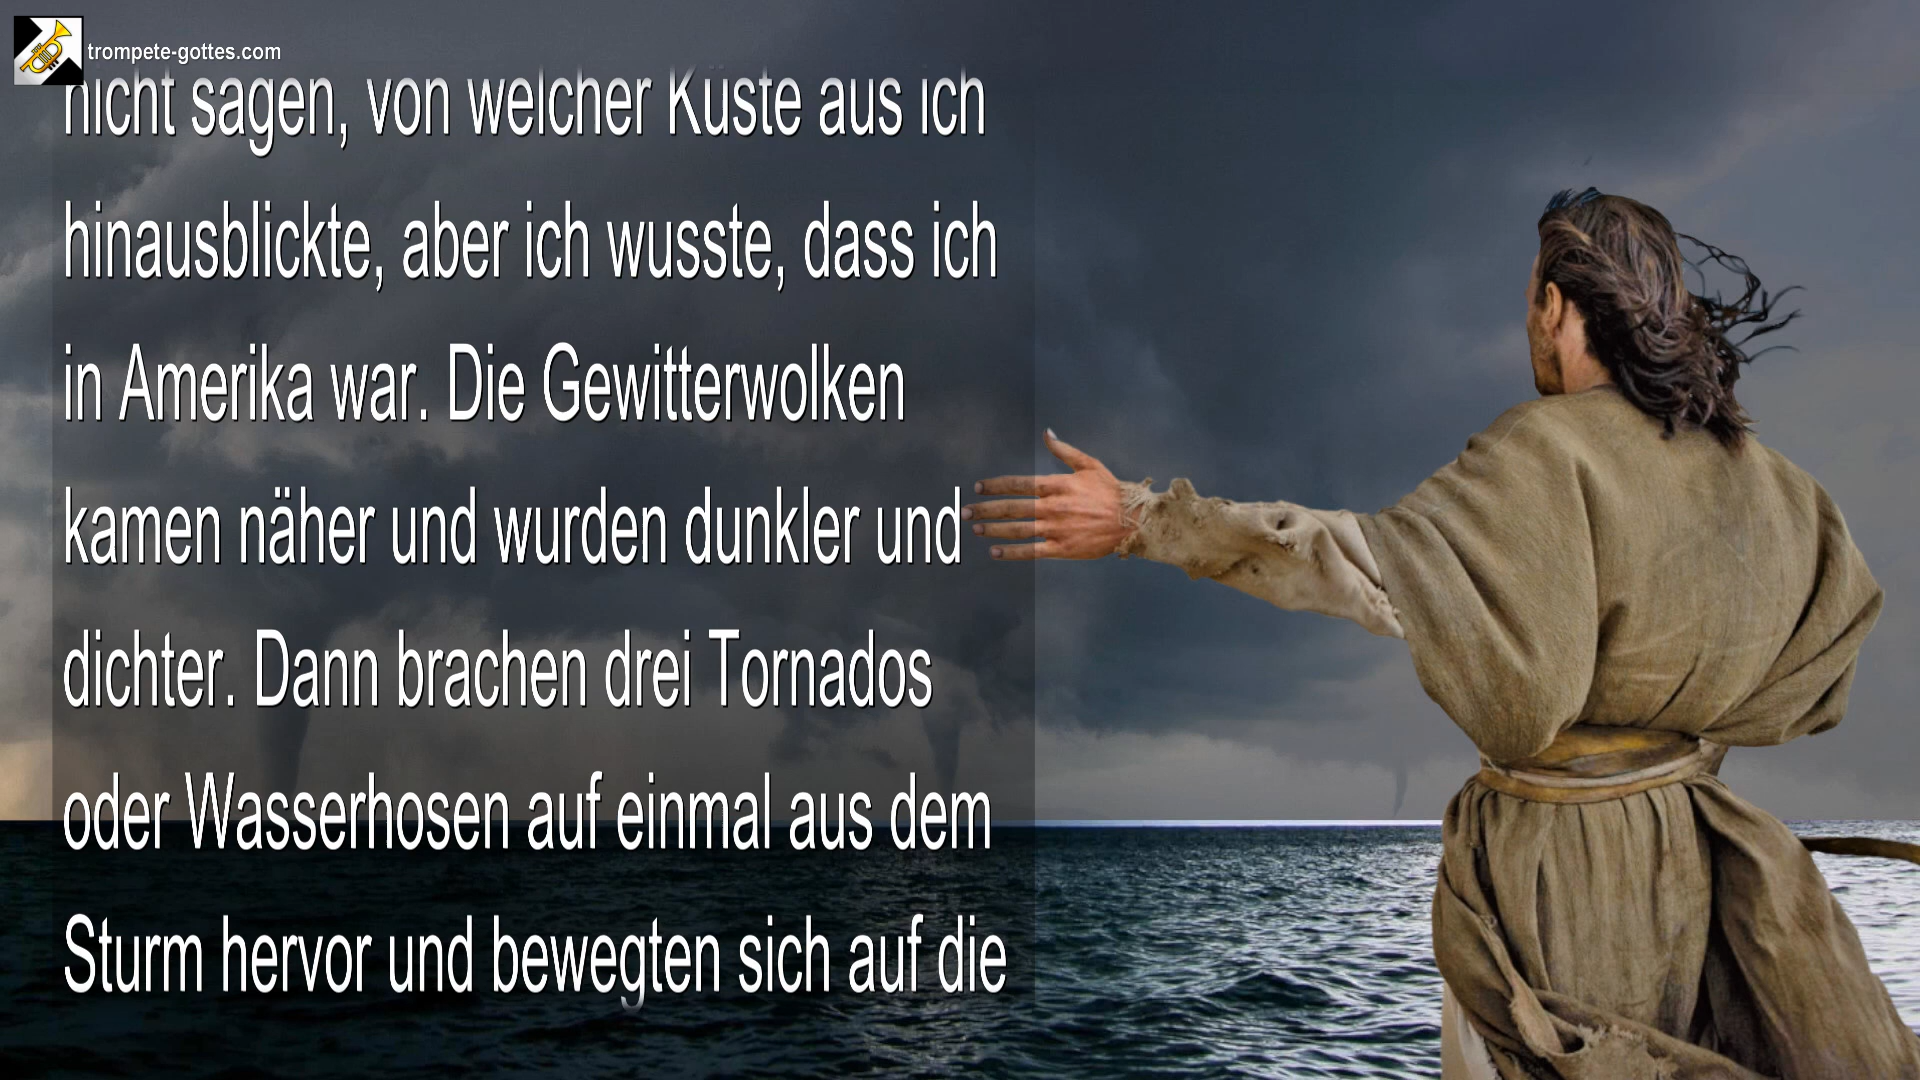 trompete-gottes.com
nicht sagen, von welcher Küste aus ich
hinausblickte, aber ich wusste, dass ich
in Amerika war. Die Gewitterwolken
kamen näher und wurden dunkler und
dichter. Dann brachen drei Tornados
oder Wasserhosen auf einmal aus dem
Sturm hervor und bewegten sich auf die